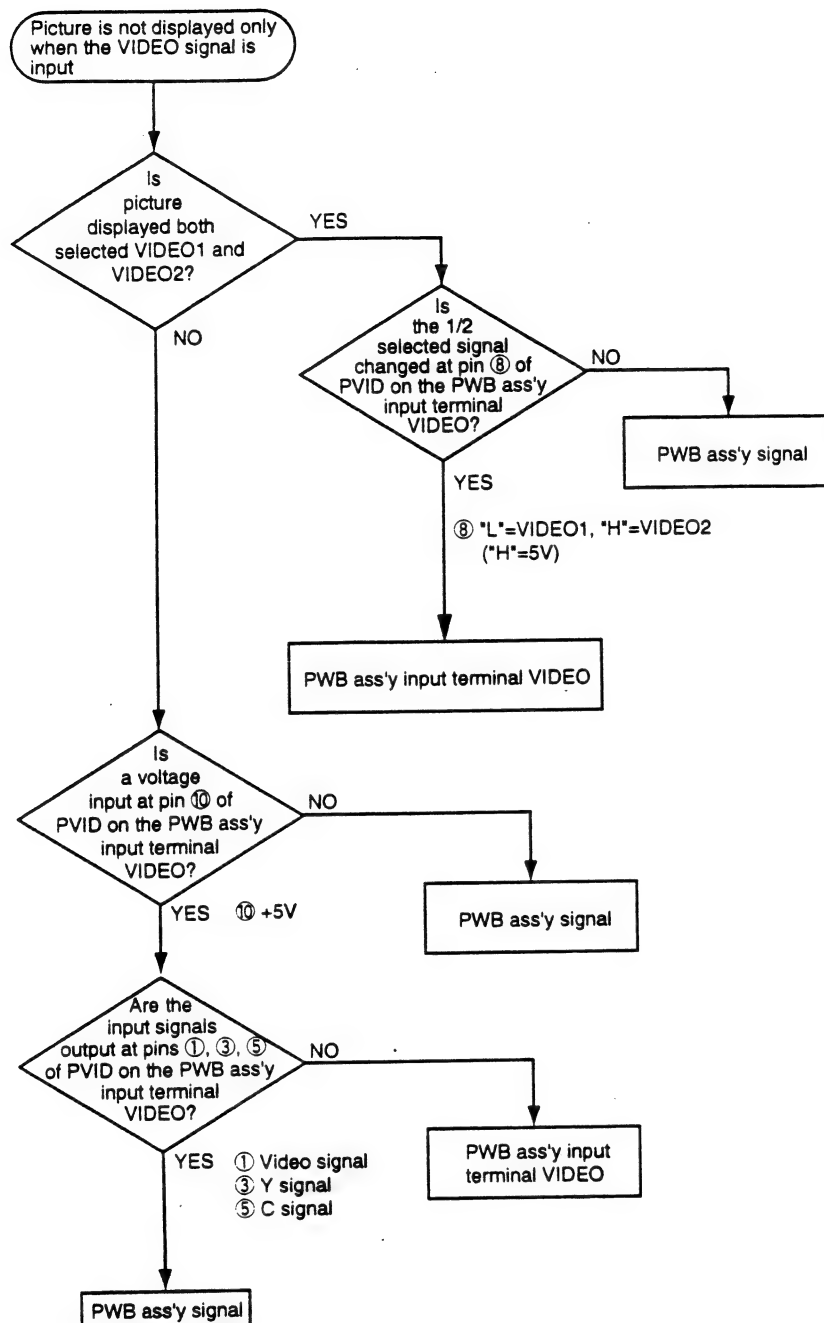 Picture is not displayed only
when the VIDEO signal is
input
Is
picture
displayed both
selected VIDEO1 and
VIDEO2?
YES
NO
Is
the 1/2
selected signal
changed at pin ⑧ of
PVID on the PWB ass'y
input terminal
VIDEO?
NO
PWB ass'y signal
YES
⑧ "L"=VIDEO1, "H"=VIDEO2
("H"=5V)
PWB ass'y input terminal VIDEO
Is
a voltage
input at pin ⑩ of
PVID on the PWB ass'y
input terminal
VIDEO?
NO
PWB ass'y signal
YES ⑩ +5V
Are the
input signals
output at pins ①, ③, ⑤
of PVID on the PWB ass'y
input terminal
VIDEO?
NO
PWB ass'y input
terminal VIDEO
YES ① Video signal
③ Y signal
⑤ C signal
PWB ass'y signal